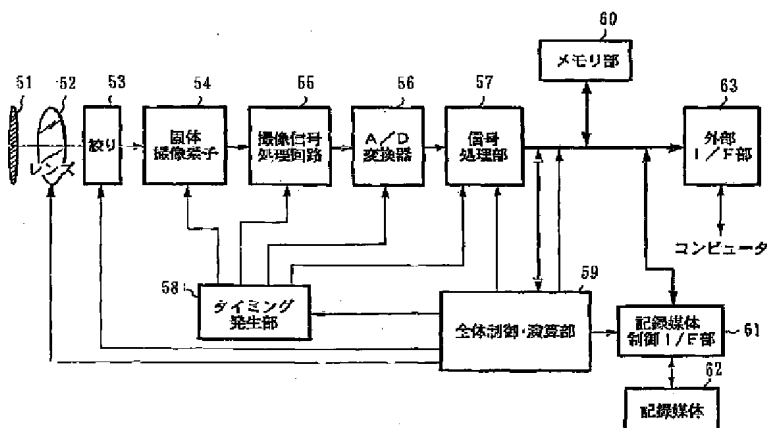 60
メモリ部
51
52
53
54
55
56
57
63
レンズ
絞り
固体
撮像素子
撮像信号
処理回路
A/D
変換器
信号
処理部
外部
I/F部
コンピュータ
58
タイミング
発生部
59
全体制御・演算部
記録媒体
制御I/F部
61
62
記録媒体